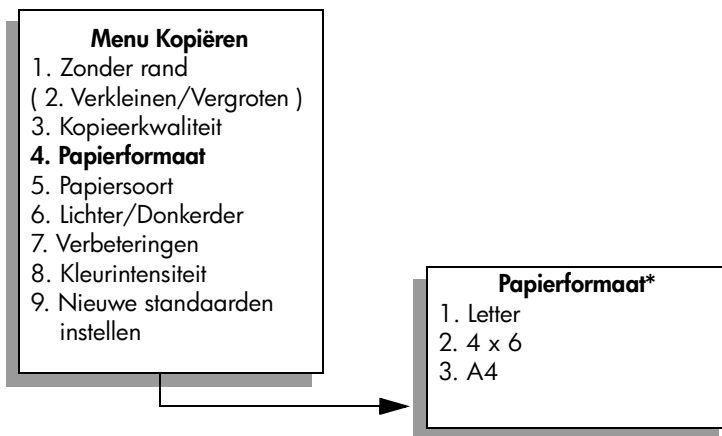 Menu Kopiëren
1. Zonder rand
( 2. Verkleinen/Vergroten )
3. Kopieerkwaliteit
4. Papierformaat
5. Papiersoort
6. Lichter/Donkerder
7. Verbeteringen
8. Kleurintensiteit
9. Nieuwe standaarden
instellen
Papierformaat*
1. Letter
2. 4 x 6
3. A4